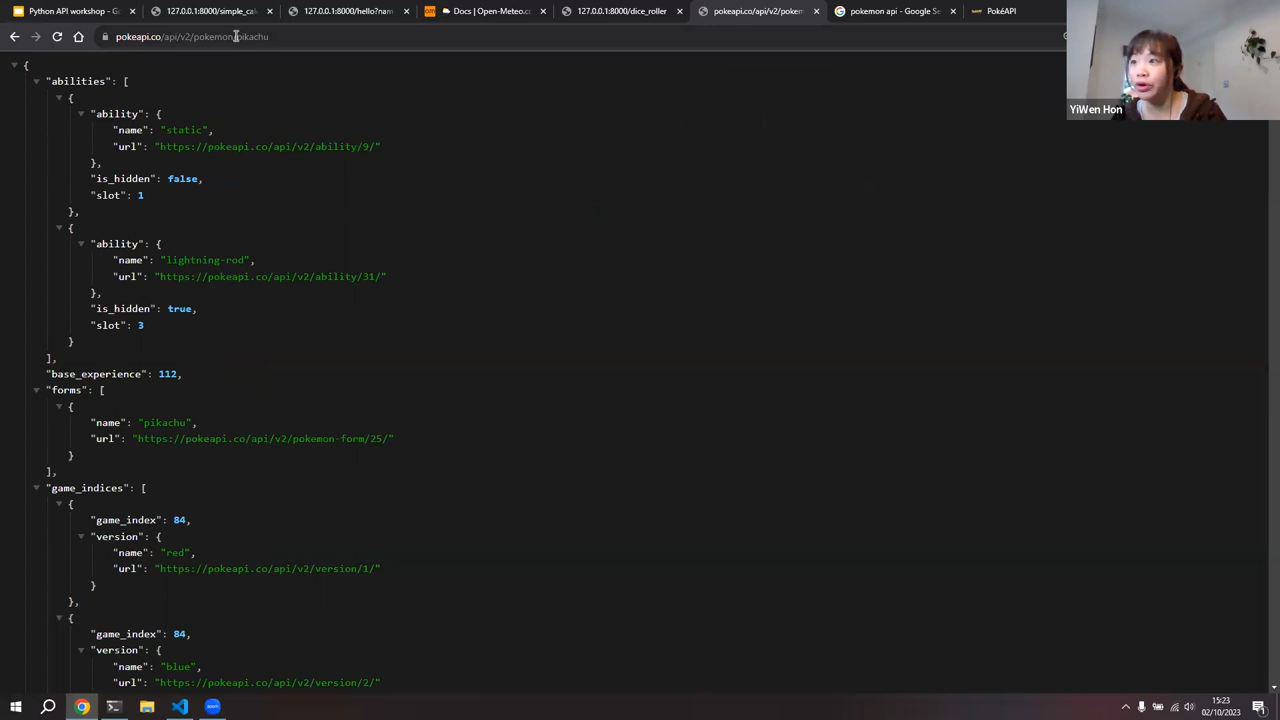 Python API workshop - G
127.0.0.1:8000/simple_cal
127.0.0.1:8000/hello?nam
Docs | Open-Meteo.c
127.0.0.1:8000/dice_roller
pokeapi.co/api/v2/pokem
pokemon api - Google Se
PokéAPI
pokeapi.co/api/v2/pokemon/pikachu
YiWen Hon
{
"abilities": [
{
"ability": {
"name": "static",
"url": "https://pokeapi.co/api/v2/ability/9/"
},
"is_hidden": false,
"slot": 1
},
{
"ability": {
"name": "lightning-rod",
"url": "https://pokeapi.co/api/v2/ability/31/"
},
"is_hidden": true,
"slot": 3
}
],
"base_experience": 112,
"forms": [
{
"name": "pikachu",
"url": "https://pokeapi.co/api/v2/pokemon-form/25/"
}
],
"game_indices": [
{
"game_index": 84,
"version": {
"name": "red",
"url": "https://pokeapi.co/api/v2/version/1/"
}
},
{
"game_index": 84,
"version": {
"name": "blue",
"url": "https://pokeapi.co/api/v2/version/2/"
15:23
02/10/2023